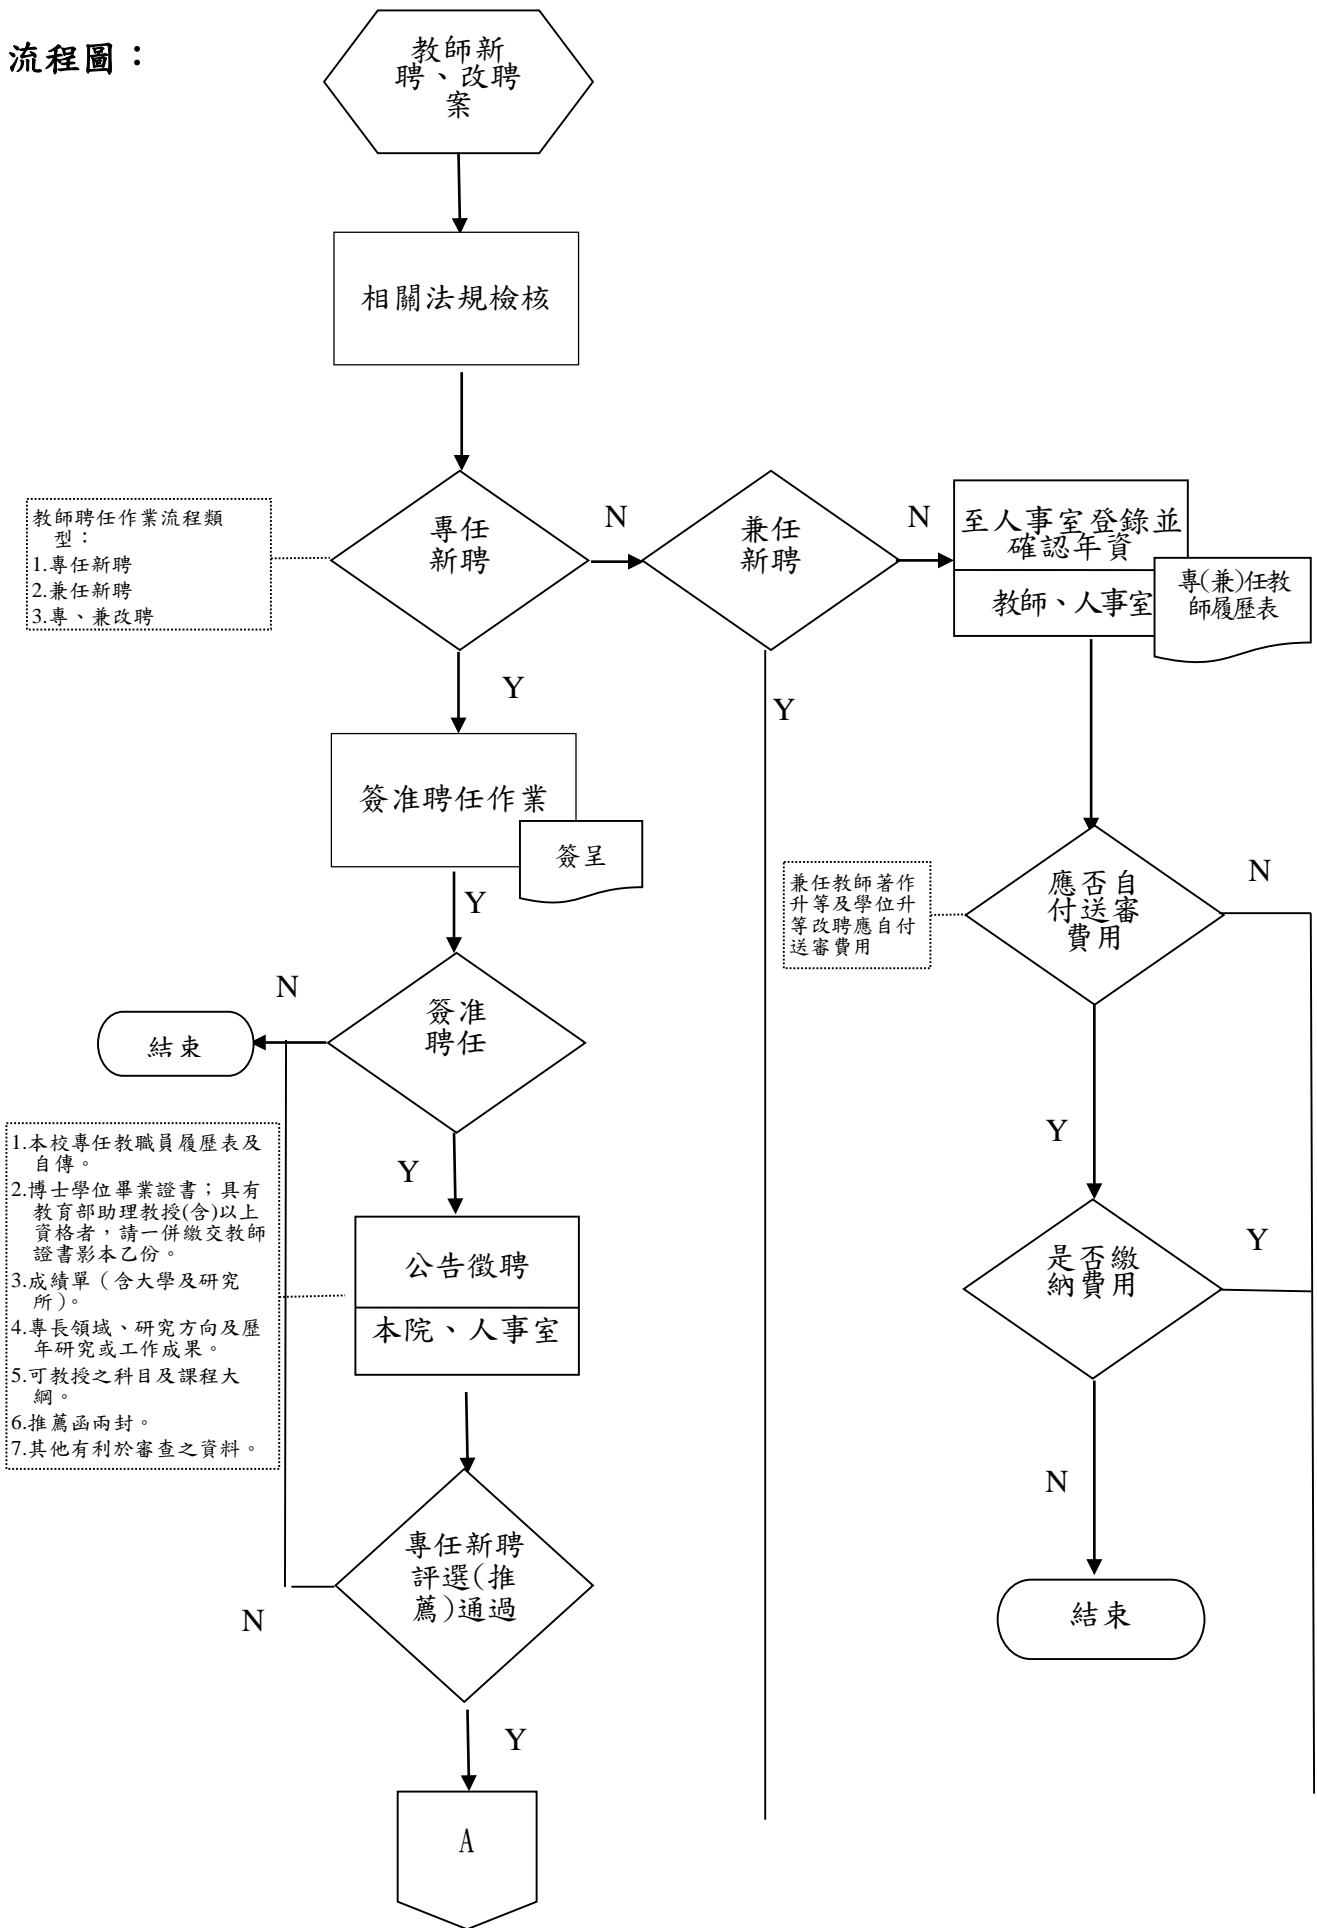 流程圖：
教師新
聘、改聘
案
相關法規檢核
教師聘任作業流程類
型：
1.專任新聘
2.兼任新聘
3.專、兼改聘
專任
新聘
N
兼任
新聘
N
至人事室登錄並
確認年資
教師、人事室
專(兼)任教
師履歷表
Y
Y
簽准聘任作業
簽呈
Y
兼任教師著作
升等及學位升
等改聘應自付
送審費用
應否自
付送審
費用
N
N
簽准
聘任
結束
Y
Y
1.本校專任教職員履歷表及
自傳。
2.博士學位畢業證書；具有
教育部助理教授(含)以上
資格者，請一併繳交教師
證書影本乙份。
3.成績單（含大學及研究
所）。
4.專長領域、研究方向及歷
年研究或工作成果。
5.可教授之科目及課程大
綱。
6.推薦函兩封。
7.其他有利於審查之資料。
公告徵聘
本院、人事室
是否繳
納費用
Y
N
專任新聘
評選(推
薦)通過
N
結束
Y
A